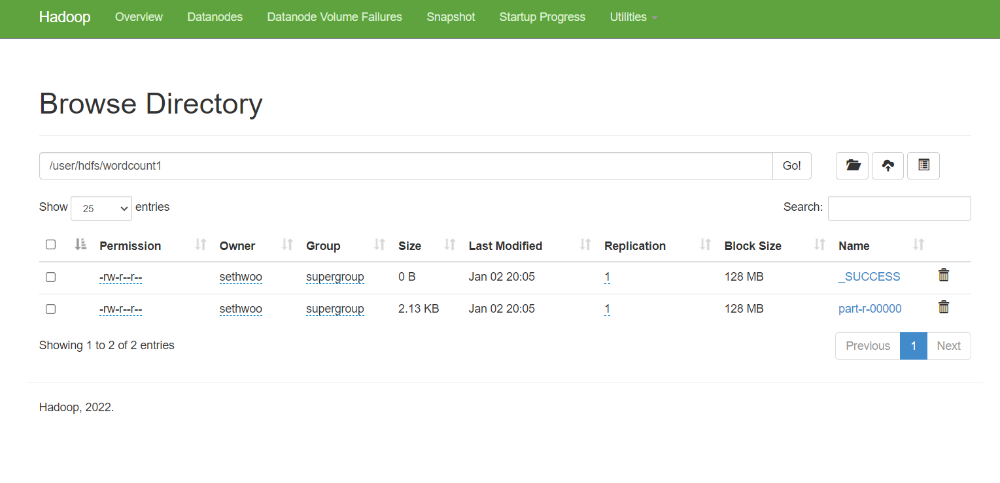 Hadoop Overview Datanodes Datanode Volume Failures Snapshot Startup Progress Utilities
Browse Directory
/user/hdfs/wordcount1 Go!
Show 25 entries Search:
Permission Owner Group Size Last Modified Replication Block Size Name
-rw-r--r-- sethwoo supergroup 0 B Jan 02 20:05 1 128 MB _SUCCESS
-rw-r--r-- sethwoo supergroup 2.13 KB Jan 02 20:05 1 128 MB part-r-00000
Showing 1 to 2 of 2 entries Previous 1 Next
Hadoop, 2022.